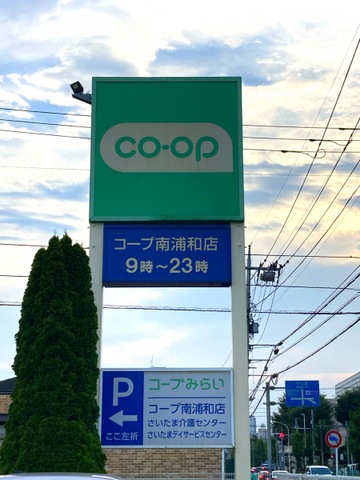 co-op
コープ南浦和店
9時～23時
P
コープみらい
コープ南浦和店
さいたま介護センター
さいたまデイサービスセンター
ここ左折